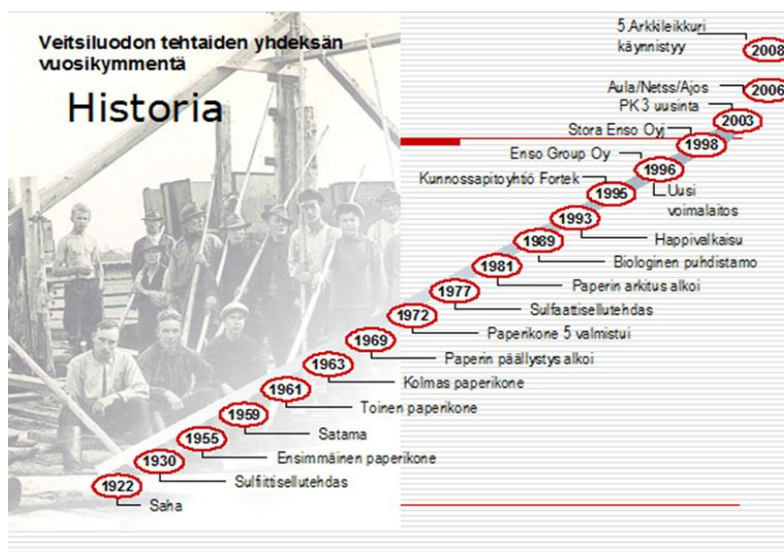 Veitsiluodon tehtaiden yhdeksän
vuosikymmentä
Historia
5.Arkkileikkuri
käynnistyy
2008
Aula/Netss/Ajos
2006
PK3 uusinta
2003
Stora Enso Oyj
1998
Enso Group Oy
1996
Uusi
voimalaitos
Kunnossapitoyhtiö Fortek
1995
1993
Happivalkaisu
1989
Biologinen puhdistamo
1981
Paperin arkitus alkoi
1977
Sulfaattisellutehdas
1972
Paperikone 5 valmistui
1969
Paperin päällystys alkoi
1963
Kolmas paperikone
1961
Toinen paperikone
1959
Satama
1955
Ensimmäinen paperikone
1930
Sulfiittisellutehdas
1922
Saha